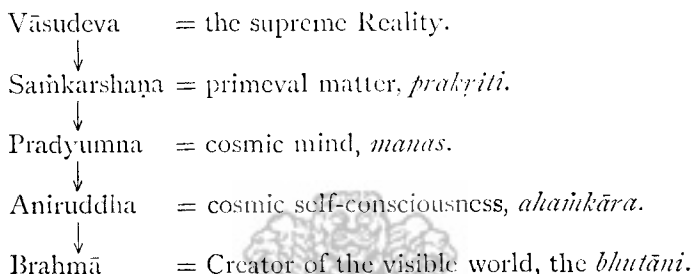 Vāsudeva = the supreme Reality.
Saṁkarshaṇa = primeval matter, prakṛiti.
Pradyumna = cosmic mind, manas.
Aniruddha = cosmic self-consciousness, ahaṁkāra.
Brahmā = Creator of the visible world, the bhutāni.